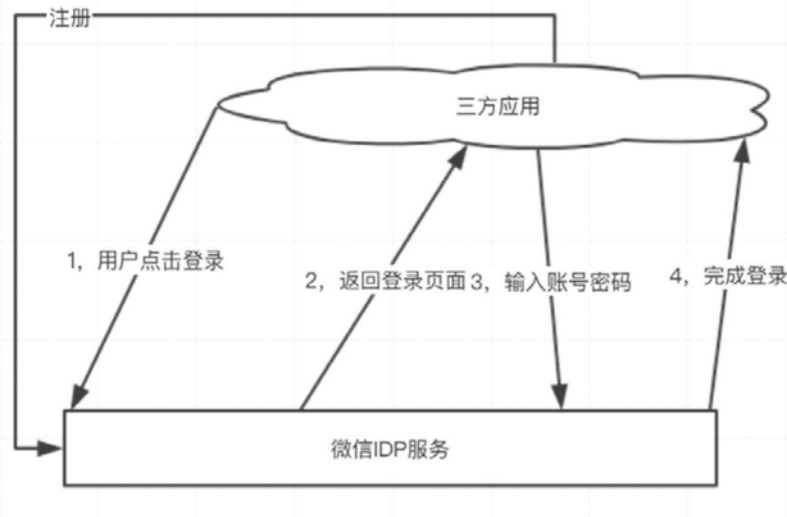 注册
三方应用
1，用户点击登录
2，返回登录页面
3，输入账号密码
4，完成登录
微信IDP服务